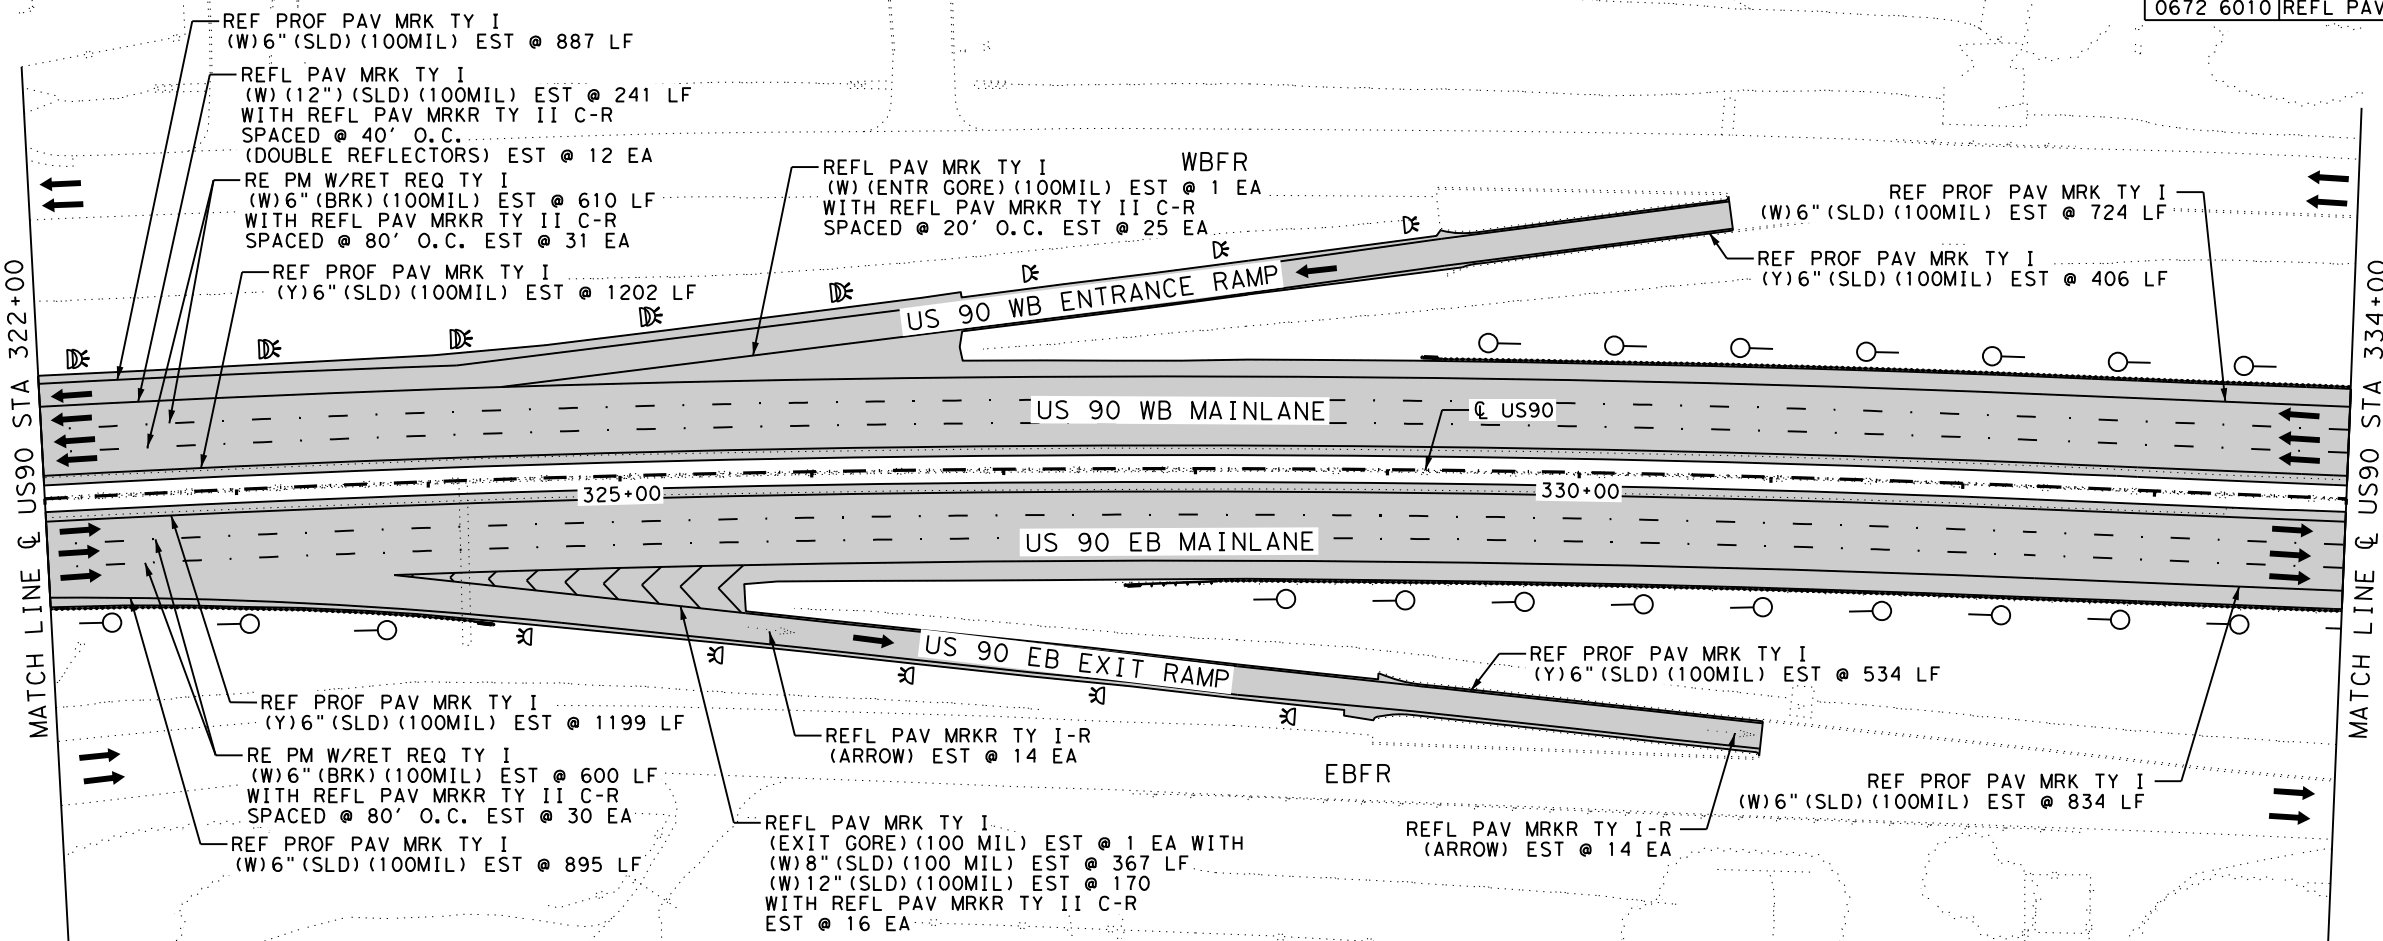 0672 6010 REFL PAV
REF PROF PAV MRK TY I
(W)6"(SLD)(100MIL) EST @ 887 LF
REFL PAV MRK TY I
(W)(12")(SLD)(100MIL) EST @ 241 LF
WITH REFL PAV MRKR TY II C-R
SPACED @ 40' O.C.
(DOUBLE REFLECTORS) EST @ 12 EA
RE PM W/RET REQ TY I
(W)6"(BRK)(100MIL) EST @ 610 LF
WITH REFL PAV MRKR TY II C-R
SPACED @ 80' O.C. EST @ 31 EA
REF PROF PAV MRK TY I
(Y)6"(SLD)(100MIL) EST @ 1202 LF
REFL PAV MRK TY I
(W)(ENTR GORE)(100MIL) EST @ 1 EA
WITH REFL PAV MRKR TY II C-R
SPACED @ 20' O.C. EST @ 25 EA
WBFR
REF PROF PAV MRK TY I
(W)6"(SLD)(100MIL) EST @ 724 LF
REF PROF PAV MRK TY I
(Y)6"(SLD)(100MIL) EST @ 406 LF
US 90 WB ENTRANCE RAMP
US 90 WB MAINLANE
℄ US90
325+00
330+00
US 90 EB MAINLANE
US 90 EB EXIT RAMP
MATCH LINE ℄ US90 STA 322+00
MATCH LINE ℄ US90 STA 334+00
REF PROF PAV MRK TY I
(Y)6"(SLD)(100MIL) EST @ 534 LF
REF PROF PAV MRK TY I
(Y)6"(SLD)(100MIL) EST @ 1199 LF
REFL PAV MRKR TY I-R
(ARROW) EST @ 14 EA
RE PM W/RET REQ TY I
(W)6"(BRK)(100MIL) EST @ 600 LF
WITH REFL PAV MRKR TY II C-R
SPACED @ 80' O.C. EST @ 30 EA
EBFR
REF PROF PAV MRK TY I
(W)6"(SLD)(100MIL) EST @ 834 LF
REF PROF PAV MRK TY I
(W)6"(SLD)(100MIL) EST @ 895 LF
REFL PAV MRK TY I
(EXIT GORE)(100 MIL) EST @ 1 EA WITH
(W)8"(SLD)(100 MIL) EST @ 367 LF
(W)12"(SLD)(100MIL) EST @ 170
WITH REFL PAV MRKR TY II C-R
EST @ 16 EA
REFL PAV MRKR TY I-R
(ARROW) EST @ 14 EA